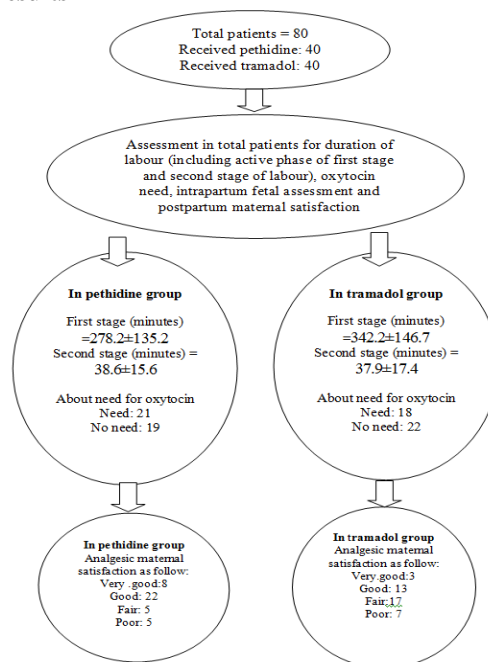 Total patients = 80
Received pethidine: 40
Received tramadol: 40
Assessment in total patients for duration of
labour (including active phase of first stage
and second stage of labour), oxytocin
need, intrapartum fetal assessment and
postpartum maternal satisfaction
In pethidine group
First stage (minutes)
=278.2±135.2
Second stage (minutes) =
38.6±15.6
About need for oxytocin
Need: 21
No need: 19
In tramadol group
First stage (minutes)
=342.2±146.7
Second stage (minutes) =
37.9±17.4
About need for oxytocin
Need: 18
No need: 22
In pethidine group
Analgesic maternal
satisfaction as follow:
Very .good:8
Good: 22
Fair: 5
Poor: 5
In tramadol group
Analgesic maternal
satisfaction as follow:
Very.good:3
Good: 13
Fair:17
Poor: 7